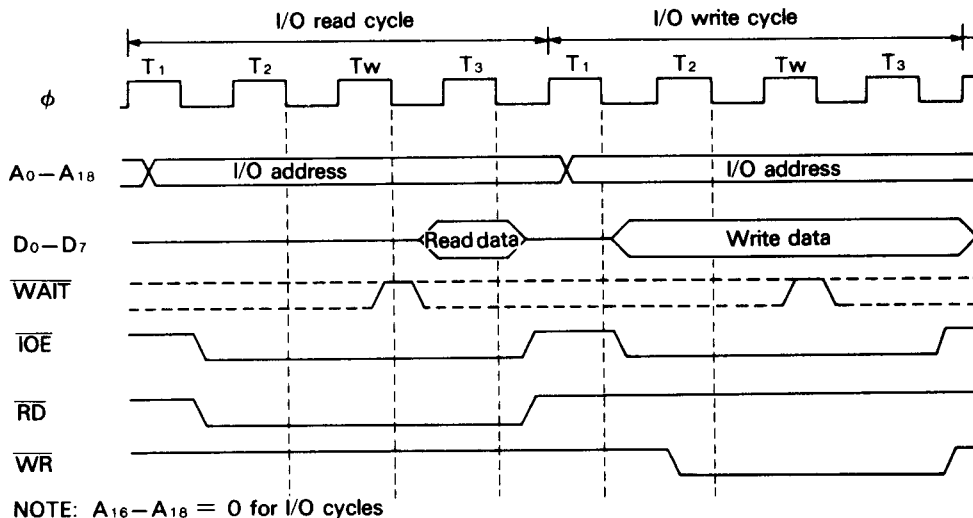 I/O read cycle I/O write cycle
T1 T2 TW T3 T1 T2 TW T3
ϕ
A0–A18 I/O address I/O address
D0–D7 Read data Write data
WAIT
IOE
RD
WR
NOTE: A16–A18 = 0 for I/O cycles